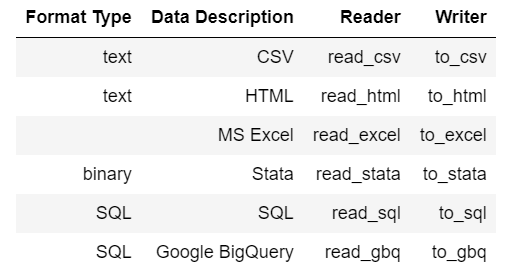 Format Type Data Description Reader Writer
text CSV read_csv to_csv
text HTML read_html to_html
MS Excel read_excel to_excel
binary Stata read_stata to_stata
SQL SQL read_sql to_sql
SQL Google BigQuery read_gbq to_gbq